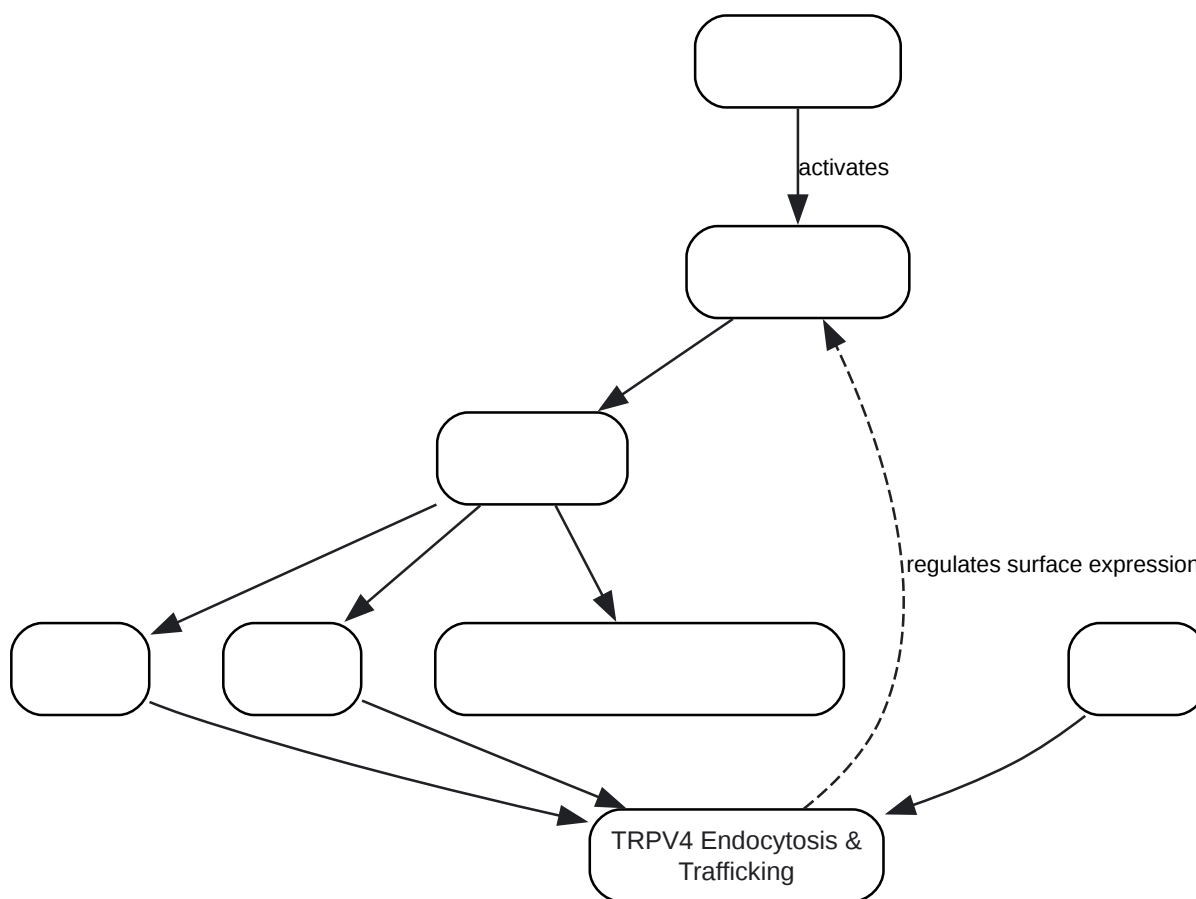 activates
regulates surface expression
TRPV4 Endocytosis &
Trafficking